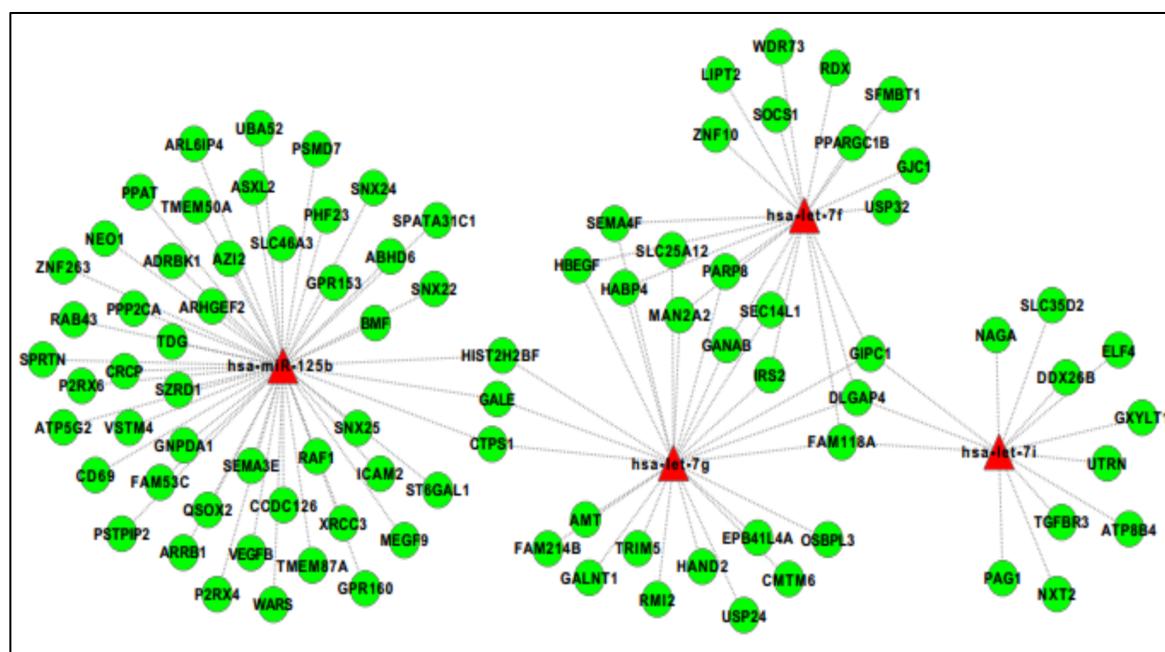 WDR73
LIPT2
RDX
SFMBT1
SOCS1
ZNF10
PPARGC1B
GJC1
USP32
hsa-let-7f
UBA52
ARL6IP4
PSMD7
PPAT
ASXL2
SNX24
TMEM50A
PHF23
SPATA31C1
NEO1
SLC46A3
ADRBK1
AZI2
ABHD6
ZNF263
GPR153
SNX22
PPP2CA
ARHGEF2
RAB43
BMF
TDG
SPRTN
hsa-miR-125b
CRCP
P2RX6
SZRD1
ATP5G2
VSTM4
SNX25
GNPDA1
RAF1
CD69
FAM53C
SEMA3E
ICAM2
ST6GAL1
QSOX2
CCDC126
PSTPIP2
XRCC3
MEGF9
ARRB1
VEGFB
TMEM87A
P2RX4
WARS
GPR160
SEMA4F
SLC25A12
HBEGF
PARP8
HABP4
MAN2A2
SEC14L1
GANAB
GIPC1
IRS2
DLGAP4
FAM118A
HIST2H2BF
GALE
CTPS1
hsa-let-7g
AMT
EPB41L4A
OSBPL3
FAM214B
TRIM5
GALNT1
HAND2
CMTM6
RMI2
USP24
SLC35D2
NAGA
ELF4
DDX26B
GXYLT1
hsa-let-7i
UTRN
TGFBR3
ATP8B4
PAG1
NXT2